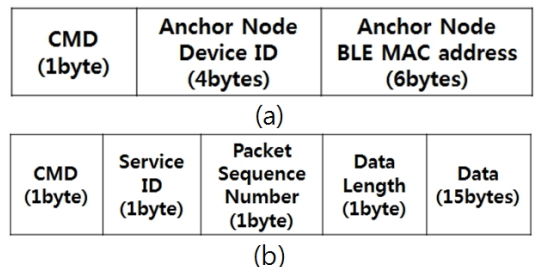 CMD
(1byte)
Anchor Node
Device ID
(4bytes)
Anchor Node
BLE MAC address
(6bytes)
(a)
CMD
(1byte)
Service
ID
(1byte)
Packet
Sequence
Number
(1byte)
Data
Length
(1byte)
Data
(15bytes)
(b)